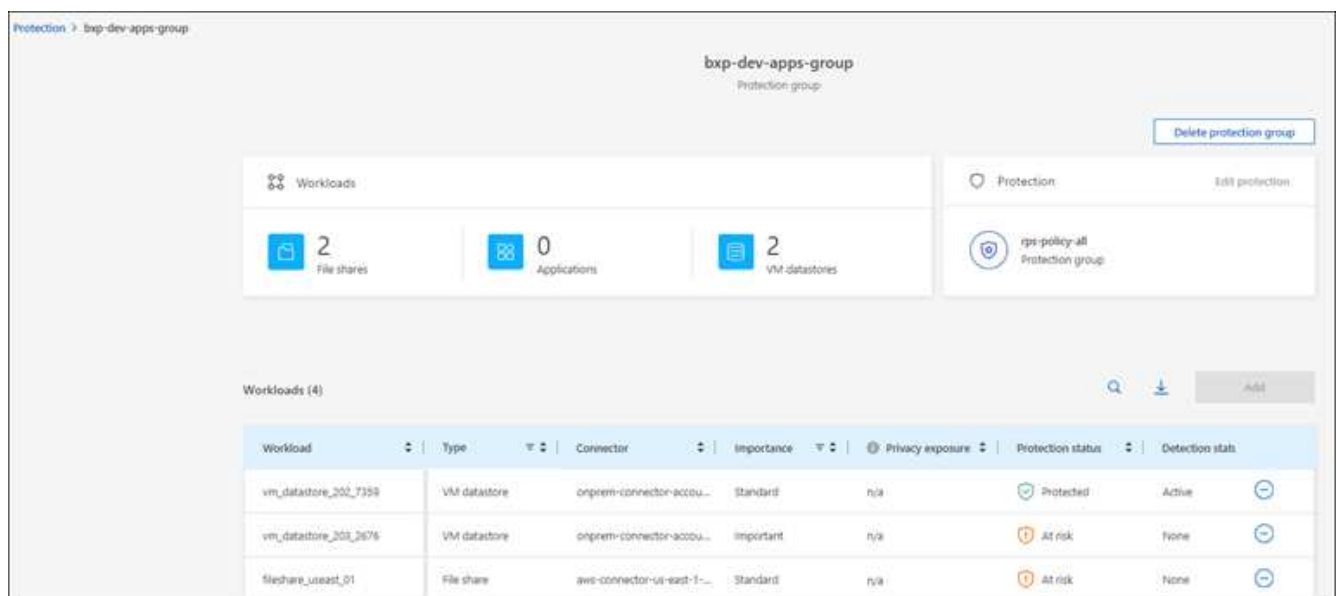 Protection > bxp-dev-apps-group
bxp-dev-apps-group
Protection group
Delete protection group
Workloads
Protection Edit protection
2
File shares
0
Applications
2
VM datastores
rps-policy-all
Protection group
Workloads (4)
Add
Workload Type Connector Importance Privacy exposure Protection status Detection stat
vm_datastore_202_7359 VM datastore onprem-connector-accou... Standard n/a Protected Active
vm_datastore_203_2676 VM datastore onprem-connector-accou... Important n/a At risk None
fileshare_useast_01 File share aws-connector-us-east-1-... Standard n/a At risk None